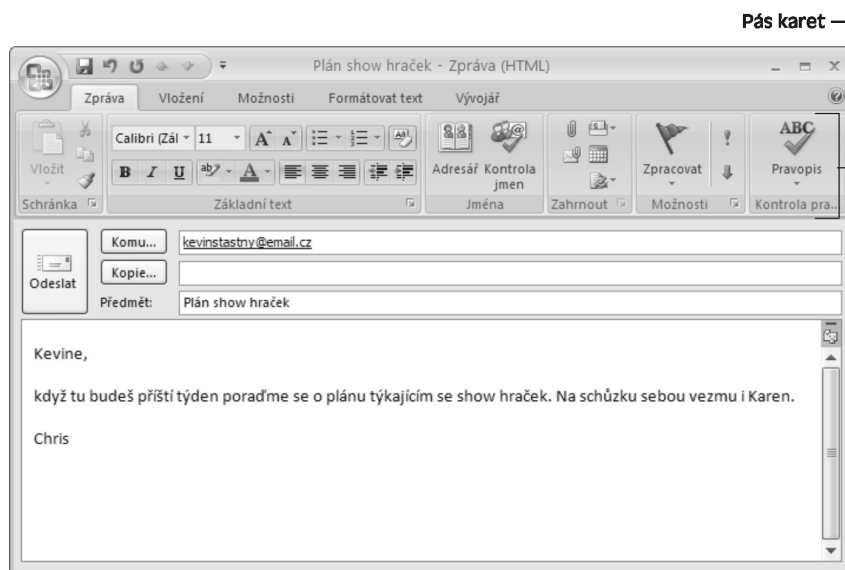 Pás karet
Plán show hraček - Zpráva (HTML)
Zpráva Vložení Možnosti Formátovat text Vývojář
Calibri (Zál 11 A A ABC
Vložit B I U ab A Adresář Kontrola jmen Zpracovat Pravopis
Schránka Základní text Jména Zahrnout Možnosti Kontrola pra...
Komu... kevinstastny@email.cz
Kopie...
Odeslat
Předmět: Plán show hraček
Kevine,
když tu budeš příští týden poraďme se o plánu týkajícím se show hraček. Na schůzku sebou vezmu i Karen.
Chris